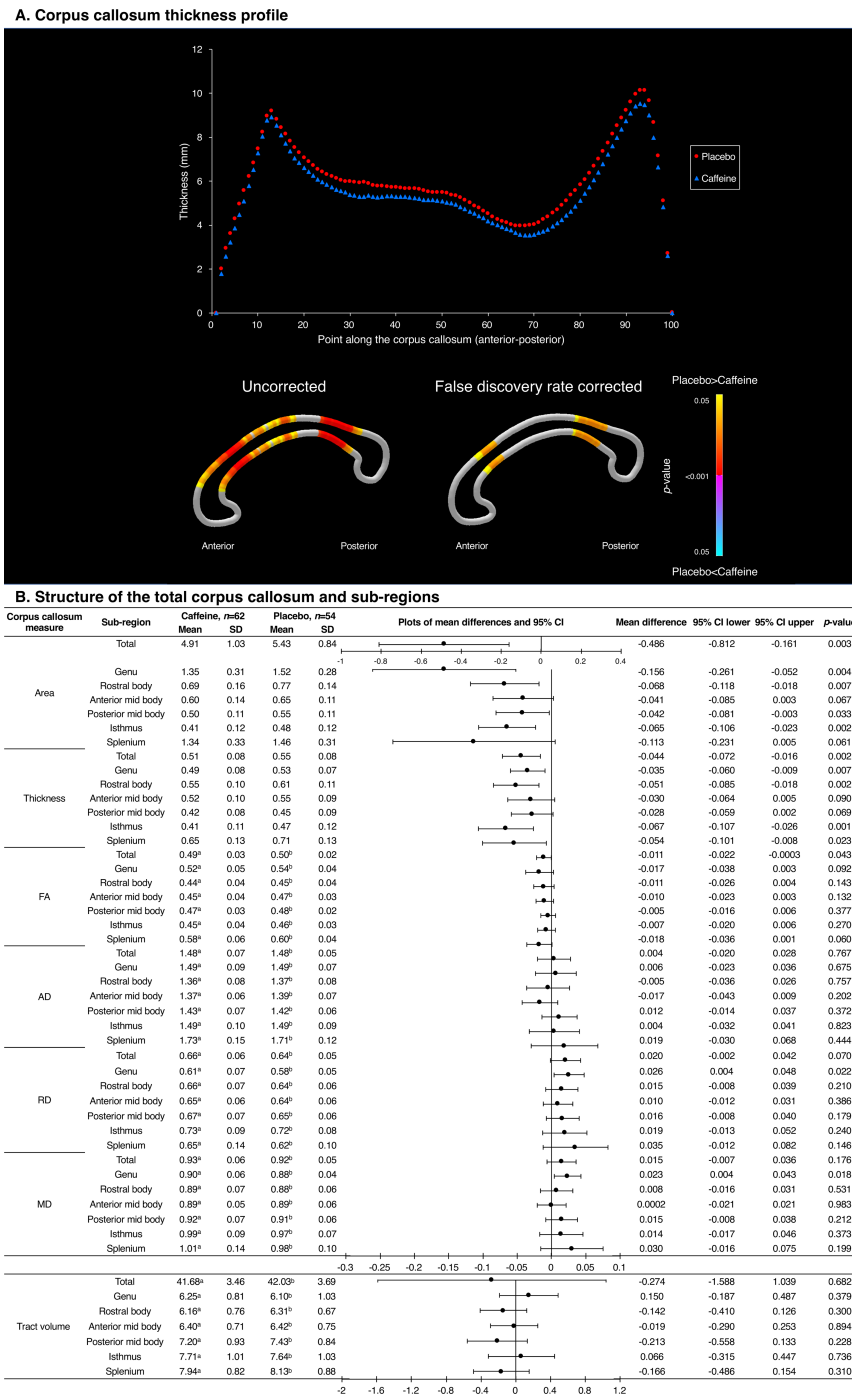 A. Corpus callosum thickness profile
12
10
8
6
4
2
0
Thickness (mm)
0 10 20 30 40 50 60 70 80 90 100
Point along the corpus callosum (anterior-posterior)
Placebo
Caffeine
Uncorrected
False discovery rate corrected
Anterior
Posterior
Anterior
Posterior
Placebo>Caffeine
0.05
<0.001
0.05
p-value
Placebo<Caffeine
B. Structure of the total corpus callosum and sub-regions
Corpus callosum measure Sub-region Caffeine, n=62 Placebo, n=54 Plots of mean differences and 95% CI Mean difference 95% CI lower 95% CI upper p-value
Mean SD Mean SD
Total 4.91 1.03 5.43 0.84 -0.486 -0.812 -0.161 0.003
-1 -0.8 -0.6 -0.4 -0.2 0 0.2 0.4
Area
Genu 1.35 0.31 1.52 0.28 -0.156 -0.261 -0.052 0.004
Rostral body 0.69 0.16 0.77 0.14 -0.068 -0.118 -0.018 0.007
Anterior mid body 0.60 0.14 0.65 0.11 -0.041 -0.085 0.003 0.067
Posterior mid body 0.50 0.11 0.55 0.11 -0.042 -0.081 -0.003 0.033
Isthmus 0.41 0.12 0.48 0.12 -0.065 -0.106 -0.023 0.002
Splenium 1.34 0.33 1.46 0.31 -0.113 -0.231 0.005 0.061
Thickness
Total 0.51 0.08 0.55 0.08 -0.044 -0.072 -0.016 0.002
Genu 0.49 0.08 0.53 0.07 -0.035 -0.060 -0.009 0.007
Rostral body 0.55 0.10 0.61 0.11 -0.051 -0.085 -0.018 0.002
Anterior mid body 0.52 0.10 0.55 0.09 -0.030 -0.064 0.005 0.090
Posterior mid body 0.42 0.08 0.45 0.09 -0.028 -0.059 0.002 0.069
Isthmus 0.41 0.11 0.47 0.12 -0.067 -0.107 -0.026 0.001
Splenium 0.65 0.13 0.71 0.13 -0.054 -0.101 -0.008 0.023
FA
Total 0.49ᵃ 0.03 0.50ᵇ 0.02 -0.011 -0.022 -0.0003 0.043
Genu 0.52ᵃ 0.05 0.54ᵇ 0.04 -0.017 -0.038 0.003 0.092
Rostral body 0.44ᵃ 0.04 0.45ᵇ 0.04 -0.011 -0.026 0.004 0.143
Anterior mid body 0.45ᵃ 0.04 0.47ᵇ 0.03 -0.010 -0.023 0.003 0.132
Posterior mid body 0.47ᵃ 0.03 0.48ᵇ 0.02 -0.005 -0.016 0.006 0.377
Isthmus 0.45ᵃ 0.04 0.46ᵇ 0.03 -0.007 -0.020 0.006 0.270
Splenium 0.58ᵃ 0.06 0.60ᵇ 0.04 -0.018 -0.036 0.001 0.060
AD
Total 1.48ᵃ 0.07 1.48ᵇ 0.05 0.004 -0.020 0.028 0.767
Genu 1.49ᵃ 0.09 1.49ᵇ 0.07 0.006 -0.023 0.036 0.675
Rostral body 1.36ᵃ 0.08 1.37ᵇ 0.08 -0.005 -0.036 0.026 0.757
Anterior mid body 1.37ᵃ 0.06 1.39ᵇ 0.07 -0.017 -0.043 0.009 0.202
Posterior mid body 1.43ᵃ 0.07 1.42ᵇ 0.06 0.012 -0.014 0.037 0.372
Isthmus 1.49ᵃ 0.10 1.49ᵇ 0.09 0.004 -0.032 0.041 0.823
Splenium 1.73ᵃ 0.15 1.71ᵇ 0.12 0.019 -0.030 0.068 0.444
RD
Total 0.66ᵃ 0.06 0.64ᵇ 0.05 0.020 -0.002 0.042 0.070
Genu 0.61ᵃ 0.07 0.58ᵇ 0.05 0.026 0.004 0.048 0.022
Rostral body 0.66ᵃ 0.07 0.64ᵇ 0.06 0.015 -0.008 0.039 0.210
Anterior mid body 0.65ᵃ 0.06 0.64ᵇ 0.06 0.010 -0.012 0.031 0.386
Posterior mid body 0.67ᵃ 0.07 0.65ᵇ 0.06 0.016 -0.008 0.040 0.179
Isthmus 0.73ᵃ 0.09 0.72ᵇ 0.08 0.019 -0.013 0.052 0.240
Splenium 0.65ᵃ 0.14 0.62ᵇ 0.10 0.035 -0.012 0.082 0.146
MD
Total 0.93ᵃ 0.06 0.92ᵇ 0.05 0.015 -0.007 0.036 0.176
Genu 0.90ᵃ 0.06 0.88ᵇ 0.04 0.023 0.004 0.043 0.018
Rostral body 0.89ᵃ 0.07 0.88ᵇ 0.06 0.008 -0.016 0.031 0.531
Anterior mid body 0.89ᵃ 0.05 0.89ᵇ 0.06 0.0002 -0.021 0.021 0.983
Posterior mid body 0.92ᵃ 0.07 0.91ᵇ 0.06 0.015 -0.008 0.038 0.212
Isthmus 0.99ᵃ 0.09 0.97ᵇ 0.07 0.014 -0.017 0.046 0.373
Splenium 1.01ᵃ 0.14 0.98ᵇ 0.10 0.030 -0.016 0.075 0.199
-0.3 -0.25 -0.2 -0.15 -0.1 -0.05 0 0.05 0.1
Tract volume
Total 41.68ᵃ 3.46 42.03ᵇ 3.69 -0.274 -1.588 1.039 0.682
Genu 6.25ᵃ 0.81 6.10ᵇ 1.03 0.150 -0.187 0.487 0.379
Rostral body 6.16ᵃ 0.76 6.31ᵇ 0.67 -0.142 -0.410 0.126 0.300
Anterior mid body 6.40ᵃ 0.71 6.42ᵇ 0.75 -0.019 -0.290 0.253 0.894
Posterior mid body 7.20ᵃ 0.93 7.43ᵇ 0.84 -0.213 -0.558 0.133 0.228
Isthmus 7.71ᵃ 1.01 7.64ᵇ 1.03 0.066 -0.315 0.447 0.736
Splenium 7.94ᵃ 0.82 8.13ᵇ 0.88 -0.166 -0.486 0.154 0.310
-2 -1.6 -1.2 -0.8 -0.4 0 0.4 0.8 1.2